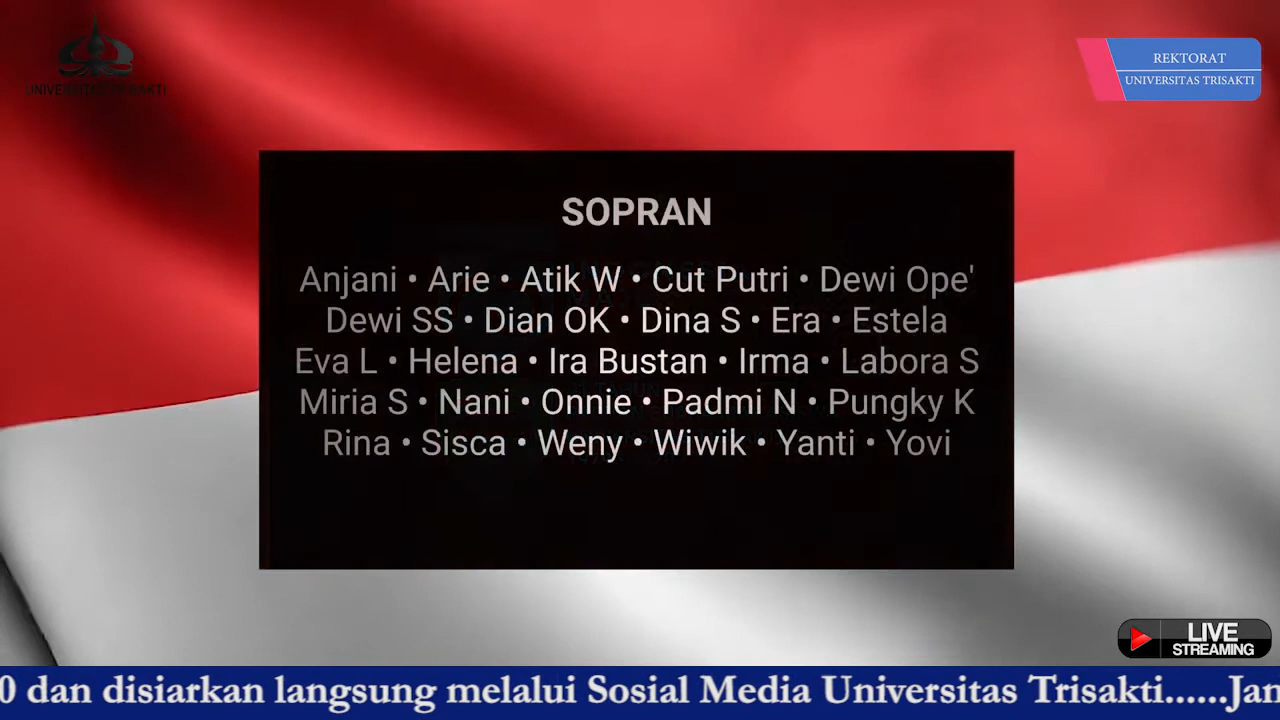 UNIVERSITAS TRISAKTI
REKTORAT
UNIVERSITAS TRISAKTI
SOPRAN
Anjani • Arie • Atik W • Cut Putri • Dewi Ope'
Dewi SS • Dian OK • Dina S • Era • Estela
Eva L • Helena • Ira Bustan • Irma • Labora S
Miria S • Nani • Onnie • Padmi N • Pungky K
Rina • Sisca • Weny • Wiwik • Yanti • Yovi
LIVE
STREAMING
0 dan disiarkan langsung melalui Sosial Media Universitas Trisakti......Jan